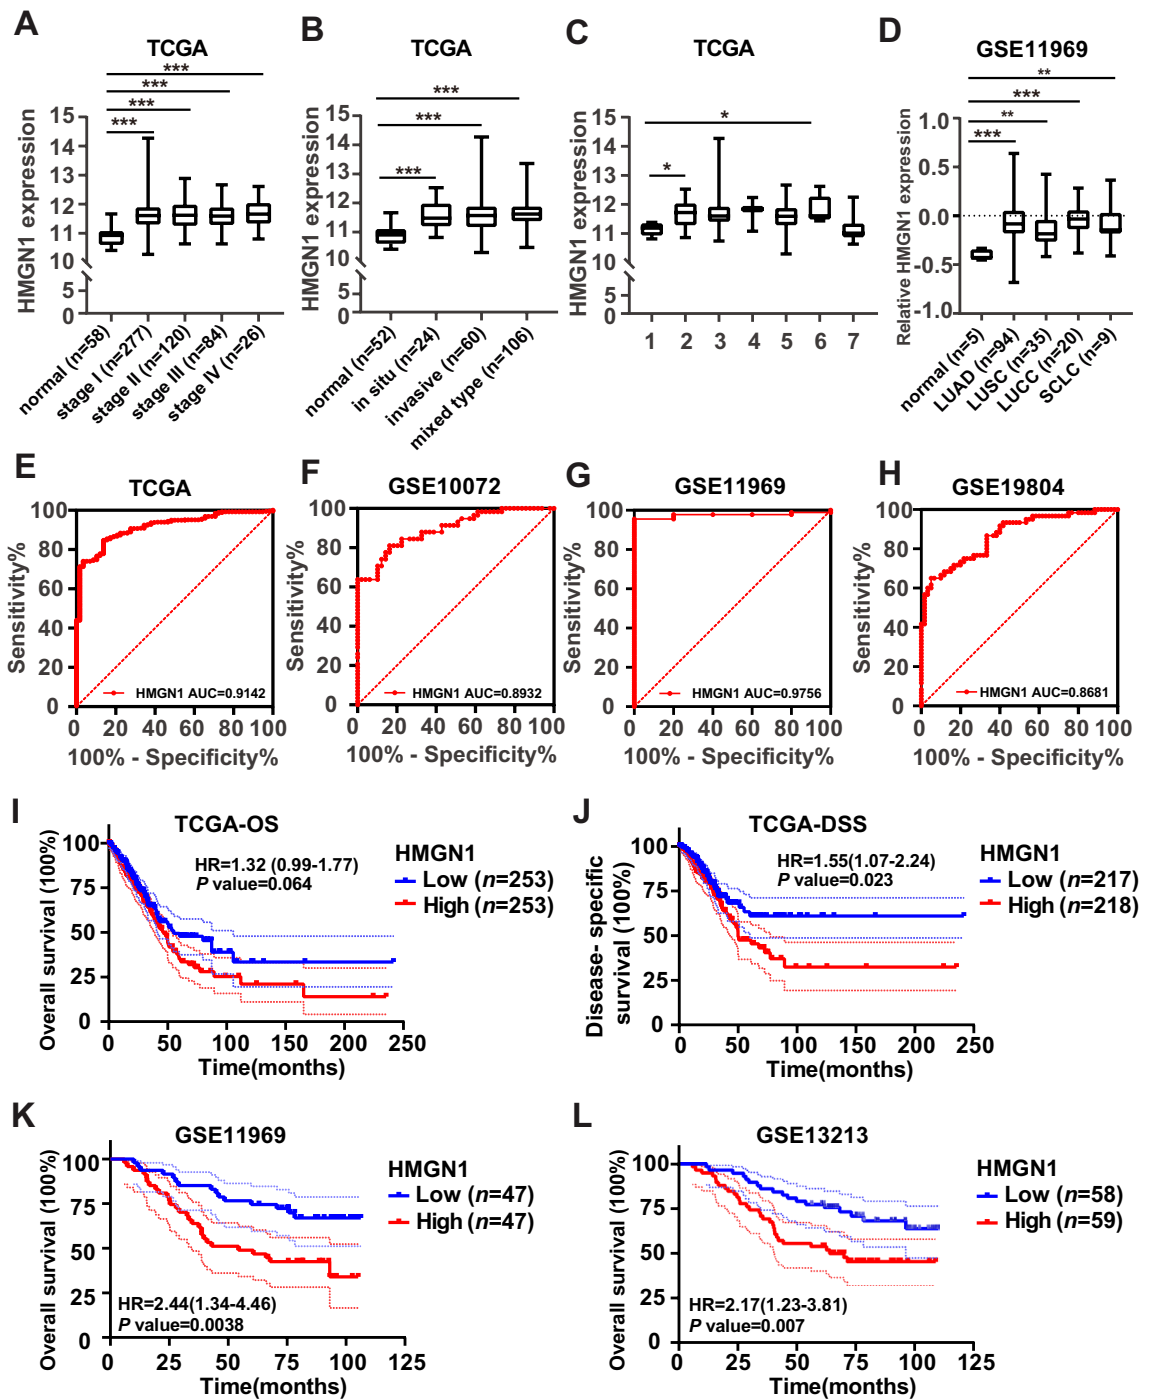 A
TCGA
***
***
***
***
HMGN1 expression
15
14
13
12
11
10
5
0
normal (n=58)
stage I (n=277)
stage II (n=120)
stage III (n=84)
stage IV (n=26)
B
TCGA
***
***
***
HMGN1 expression
15
14
13
12
11
10
5
0
normal (n=52)
in situ (n=24)
invasive (n=60)
mixed type (n=106)
C
TCGA
*
*
HMGN1 expression
15
14
13
12
11
10
5
0
1 2 3 4 5 6 7
D
GSE11969
**
***
**
***
Relative HMGN1 expression
1.0
0.5
0.0
-0.5
-1.0
normal (n=5)
LUAD (n=94)
LUSC (n=35)
LUCC (n=20)
SCLC (n=9)
E
TCGA
Sensitivity%
100
80
60
40
20
0
HMGN1 AUC=0.9142
0 20 40 60 80 100
100% - Specificity%
F
GSE10072
Sensitivity%
100
80
60
40
20
0
HMGN1 AUC=0.8932
0 20 40 60 80 100
100% - Specificity%
G
GSE11969
Sensitivity%
100
80
60
40
20
0
HMGN1 AUC=0.9756
0 20 40 60 80 100
100% - Specificity%
H
GSE19804
Sensitivity%
100
80
60
40
20
0
HMGN1 AUC=0.8681
0 20 40 60 80 100
100% - Specificity%
I
TCGA-OS
Overall survival (100%)
100
75
50
25
0
HR=1.32 (0.99-1.77)
P value=0.064
HMGN1
Low (n=253)
High (n=253)
0 50 100 150 200 250
Time(months)
J
TCGA-DSS
Disease- specific
survival (100%)
100
75
50
25
0
HR=1.55(1.07-2.24)
P value=0.023
HMGN1
Low (n=217)
High (n=218)
0 50 100 150 200 250
Time(months)
K
GSE11969
Overall survival (100%)
100
75
50
25
0
HR=2.44(1.34-4.46)
P value=0.0038
HMGN1
Low (n=47)
High (n=47)
0 25 50 75 100 125
Time(months)
L
GSE13213
Overall survival (100%)
100
75
50
25
0
HR=2.17(1.23-3.81)
P value=0.007
HMGN1
Low (n=58)
High (n=59)
0 25 50 75 100 125
Time(months)